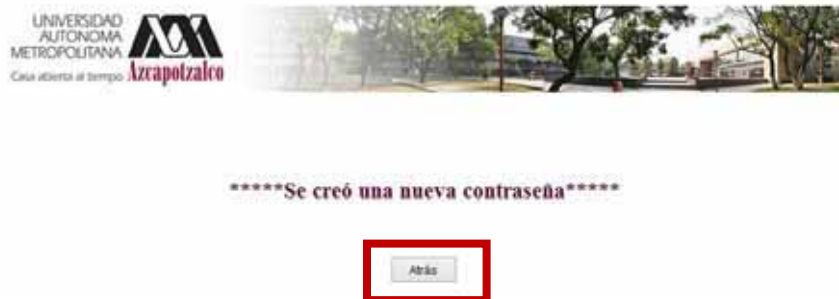 UNIVERSIDAD
AUTONOMA
METROPOLITANA
Casa abierta al tiempo Azcapotzalco
*****Se creó una nueva contraseña*****
Atrás